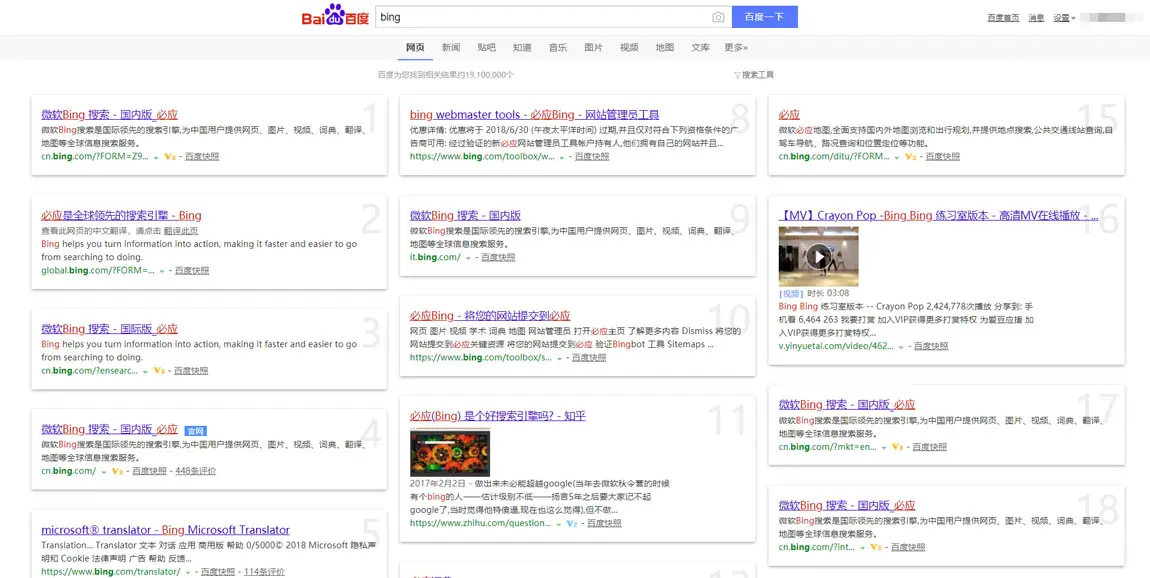 Bai du 百度
bing
百度一下
百度首页 消息 设置
网页 新闻 贴吧 知道 音乐 图片 视频 地图 文库 更多»
百度为您找到相关结果约19,100,000个
搜索工具
1
微软Bing 搜索 - 国内版_必应
微软Bing搜索是国际领先的搜索引擎,为中国用户提供网页、图片、视频、词典、翻译、
地图等全球信息搜索服务。
cn.bing.com/?FORM=Z9... - 百度快照
2
必应是全球领先的搜索引擎 - Bing
查看此网页的中文翻译，请点击 翻译此页
Bing helps you turn information into action, making it faster and easier to go
from searching to doing.
global.bing.com/?FORM=... - 百度快照
3
微软Bing 搜索 - 国际版_必应
Bing helps you turn information into action, making it faster and easier to go
from searching to doing.
cn.bing.com/?ensearc... - 百度快照
4
微软Bing 搜索 - 国内版_必应 官网
微软Bing搜索是国际领先的搜索引擎,为中国用户提供网页、图片、视频、词典、翻译、
地图等全球信息搜索服务。
cn.bing.com/ - 百度快照 - 448条评价
5
microsoft® translator - Bing Microsoft Translator
Translation... Translator 文本 对话 应用 商用版 帮助 0/5000© 2018 Microsoft 隐私声
明和 Cookie 法律声明 广告 帮助 反馈...
https://www.bing.com/translator/ - 百度快照 - 114条评价
8
bing webmaster tools - 必应Bing - 网站管理员工具
优惠详情: 优惠将于 2018/6/30 (午夜太平洋时间) 过期,并且仅对符合下列资格条件的广
告商可用: 经过验证的新必应网站管理员工具帐户持有人,他们拥有自己的网站并且...
https://www.bing.com/toolbox/w... - 百度快照
9
微软Bing 搜索 - 国内版
微软Bing搜索是国际领先的搜索引擎,为中国用户提供网页、图片、视频、词典、翻译、
地图等全球信息搜索服务。
it.bing.com/ - 百度快照
10
必应Bing - 将您的网站提交到必应
网页 图片 视频 学术 词典 地图 网站管理员 打开必应主页 了解更多内容 Dismiss 将您的
网站提交到必应关键资源 将您的网站提交到必应 验证Bingbot 工具 Sitemaps ...
https://www.bing.com/toolbox/s... - 百度快照
11
必应(Bing) 是个好搜索引擎吗? - 知乎
2017年2月2日 - 做出来未必能超越google(当年去微软秋令营的时候
有个bing的人——估计级别不低——扬言5年之后要大家记不起
google了,当时觉得他特傻逼,现在也这么觉得),但不做...
https://www.zhihu.com/question... - 百度快照
15
必应
微软必应地图,全面支持国内外地图浏览和出行规划,并提供地点搜索,公共交通线站查询,自
驾车导航、路况查询和位置定位等功能。
cn.bing.com/ditu/?FORM... - 百度快照
16
【MV】Crayon Pop -Bing Bing 练习室版本 - 高清MV在线播放 - ...
[视频] 时长 03:08
Bing Bing 练习室版本 -- Crayon Pop 2,424,778次播放 分享到: 手
机看 6,464 263 我要打赏 加入VIP获得更多打赏特权 为爱豆应援 加
入VIP获得更多打赏特权...
v.yinyuetai.com/video/462... - 百度快照
17
微软Bing 搜索 - 国内版_必应
微软Bing搜索是国际领先的搜索引擎,为中国用户提供网页、图片、视频、词典、翻译、
地图等全球信息搜索服务。
cn.bing.com/?mkt=en... - 百度快照
18
微软Bing 搜索 - 国内版_必应
微软Bing搜索是国际领先的搜索引擎,为中国用户提供网页、图片、视频、词典、翻译、
地图等全球信息搜索服务。
cn.bing.com/?int... - 百度快照